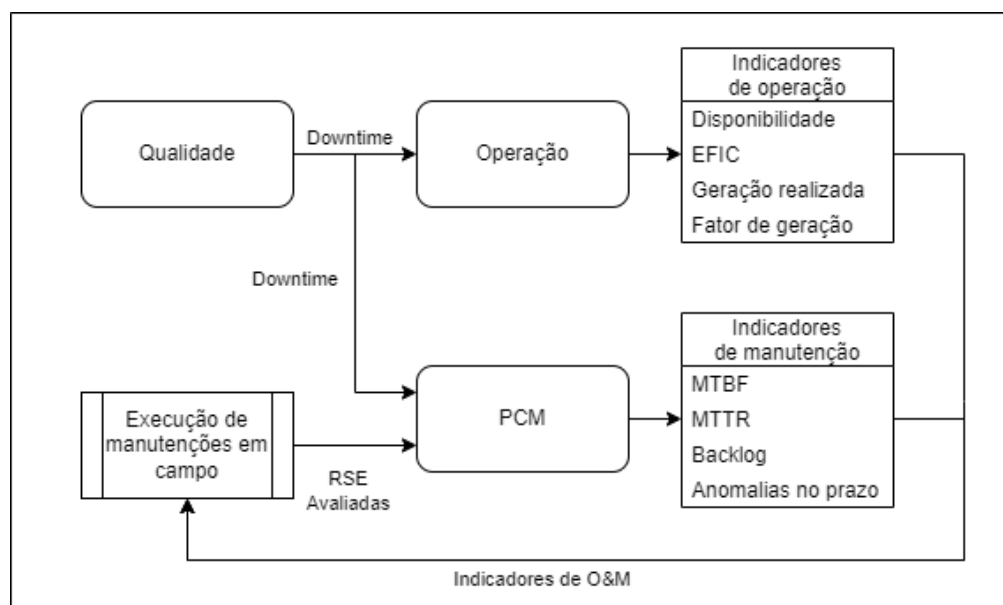 Qualidade
Downtime
Operação
Indicadores
de operação
Disponibilidade
EFIC
Geração realizada
Fator de geração
Downtime
Execução de
manutenções em
campo
RSE
Avaliadas
PCM
Indicadores
de manutenção
MTBF
MTTR
Backlog
Anomalias no prazo
Indicadores de O&M